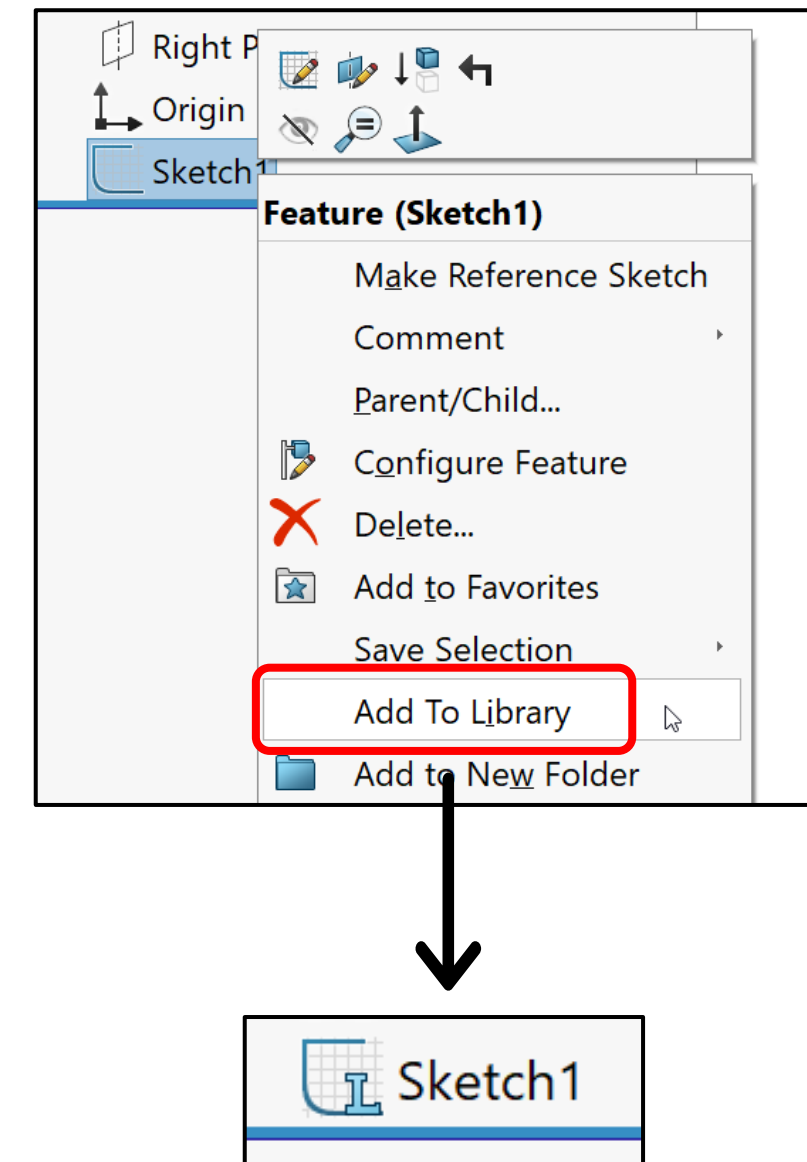 Right P
Origin
Sketch1
Feature (Sketch1)
Make Reference Sketch
Comment
Parent/Child...
Configure Feature
Delete...
Add to Favorites
Save Selection
Add To Library
Add to New Folder
L Sketch1